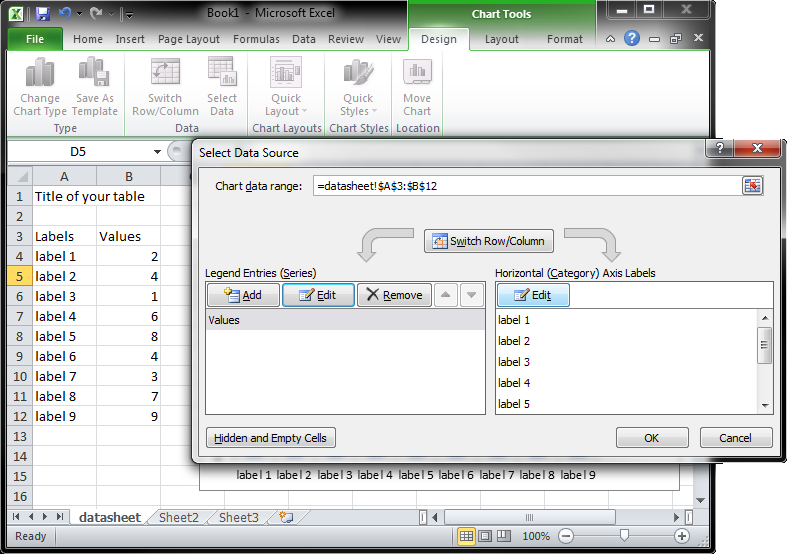 Book1 - Microsoft Excel
Chart Tools
File Home Insert Page Layout Formulas Data Review View Design Layout Format
Change Chart Type
Save As Template
Switch Row/Column
Select Data
Quick Layout
Quick Styles
Move Chart
Type Data Chart Layouts Chart Styles Location
D5
Select Data Source
Chart data range: =datasheet!$A$3:$B$12
Switch Row/Column
Legend Entries (Series)
Add Edit Remove
Values
Horizontal (Category) Axis Labels
Edit
label 1
label 2
label 3
label 4
label 5
Hidden and Empty Cells
OK Cancel
A B
1 Title of your table
2
3 Labels Values
4 label 1 2
5 label 2 4
6 label 3 1
7 label 4 6
8 label 5 8
9 label 6 4
10 label 7 3
11 label 8 7
12 label 9 9
13
14
15
16
label 1 label 2 label 3 label 4 label 5 label 6 label 7 label 8 label 9
datasheet Sheet2 Sheet3
Ready 100%